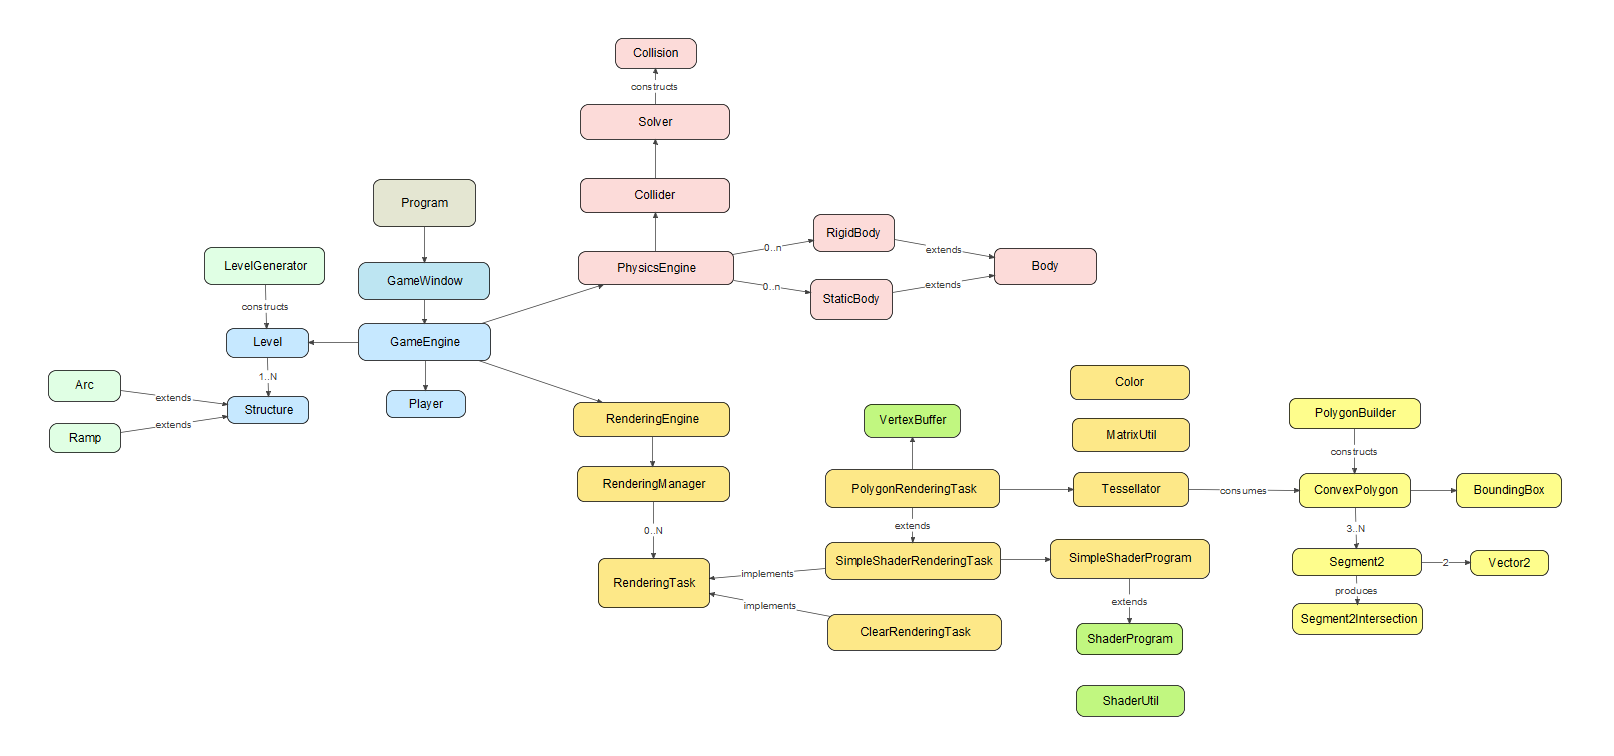 Collision
constructs
Solver
Collider
Program
RigidBody
0..n
extends
LevelGenerator
PhysicsEngine
Body
GameWindow
0..n
extends
StaticBody
constructs
Level
GameEngine
1..N
Arc
extends
Structure
Player
extends
Ramp
RenderingEngine
Color
VertexBuffer
PolygonBuilder
MatrixUtil
constructs
RenderingManager
PolygonRenderingTask
Tessellator
consumes
ConvexPolygon
BoundingBox
0..N
extends
3..N
SimpleShaderRenderingTask
SimpleShaderProgram
Segment2
2
Vector2
implements
RenderingTask
produces
implements
extends
Segment2Intersection
ClearRenderingTask
ShaderProgram
ShaderUtil